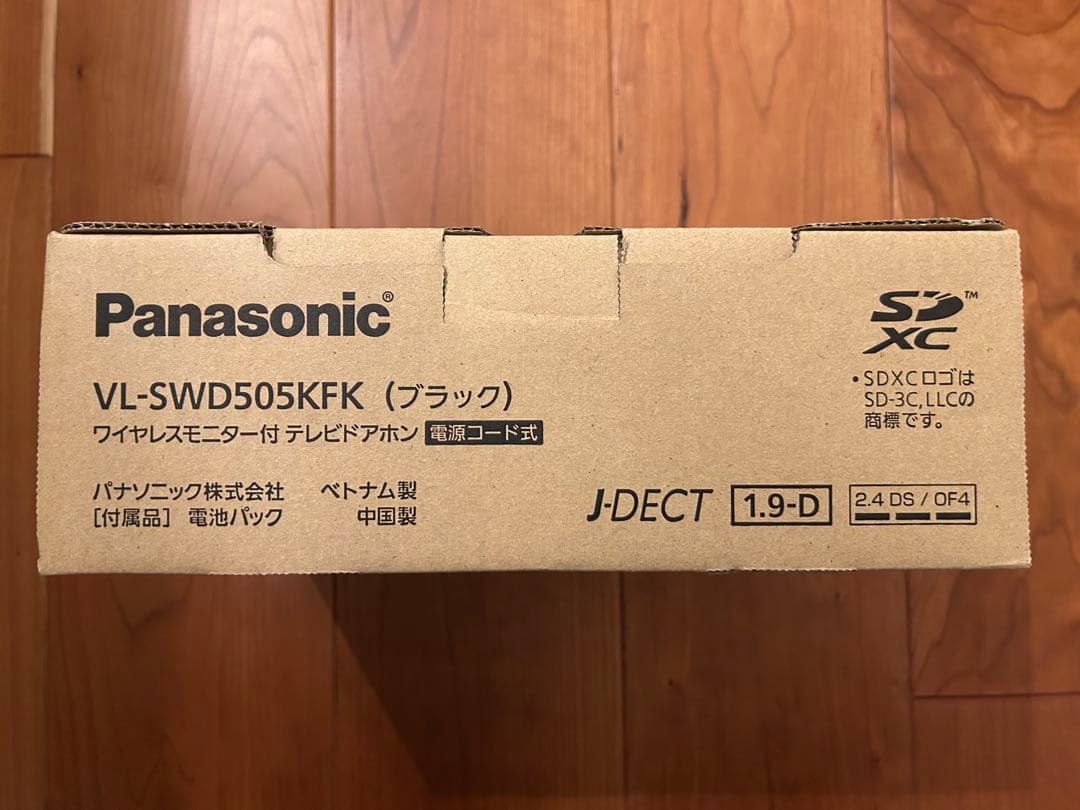 Panasonic®
VL-SWD505KFK（ブラック）
ワイヤレスモニター付 テレビドアホン 電源コード式
パナソニック株式会社 ベトナム製
［付属品］ 電池パック 中国製
SD™
XC
・SDXCロゴは
SD-3C,LLCの
商標です。
J-DECT 1.9-D 2.4 DS / OF4